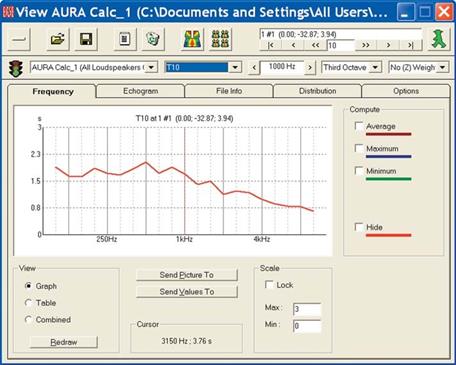 View AURA Calc_1 (C:\Documents and Settings\All Users\...
1 #1 (0.00; -32.87; 3.94)
|< < << 10 >> > >|
AURA Calc_1 (All Loudspeakers
T10
< 1000 Hz >
Third Octave
No (Z) Weigh
Frequency
Echogram
File Info
Distribution
Options
s
T10 at 1 #1 (0.00; -32.87; 3.94)
3
2.3
1.5
0.8
0
250Hz
1kHz
4kHz
Compute
Average
Maximum
Minimum
Hide
View
Graph
Table
Combined
Redraw
Send Picture To
Send Values To
Cursor
3150 Hz ; 3.76 s
Scale
Lock
Max : 3
Min : 0